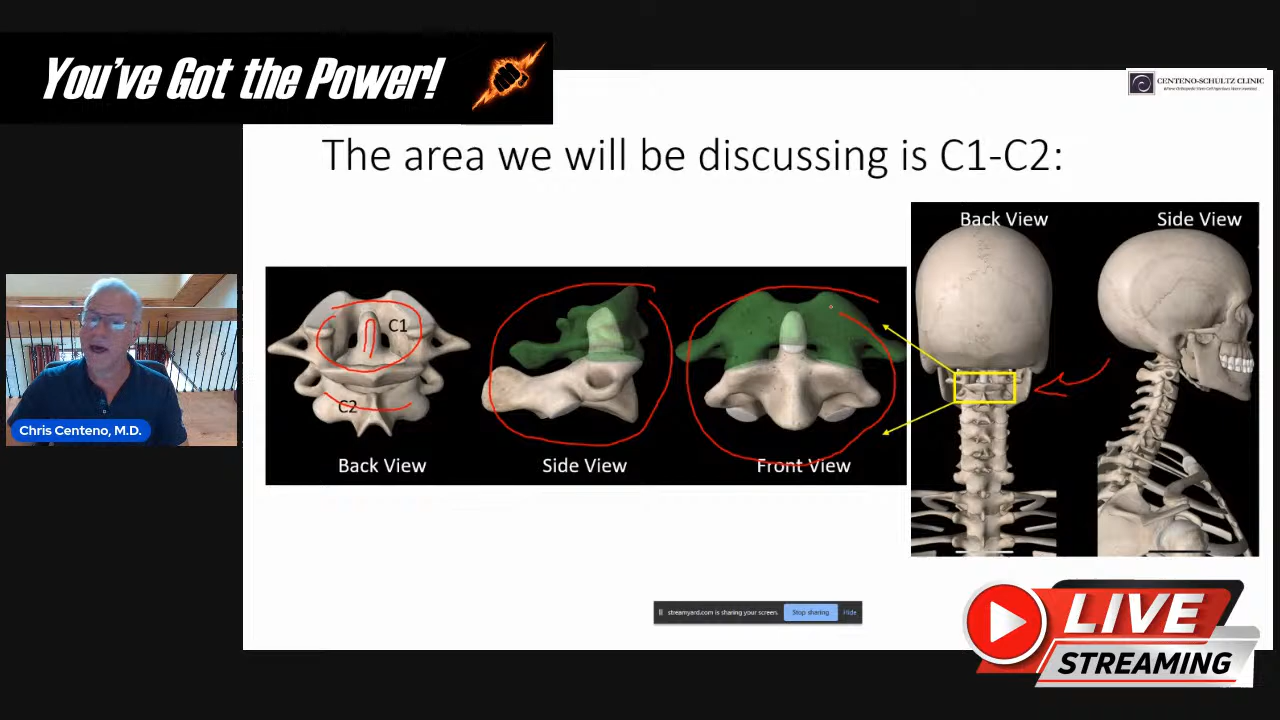 You've Got the Power!
CENTENO-SCHULTZ CLINIC
The area we will be discussing is C1-C2:
Back View
Side View
C1
C2
Chris Centeno, M.D.
Back View
Side View
Front View
streamyard.com is sharing your screen.
Stop sharing
Hide
LIVE
STREAMING